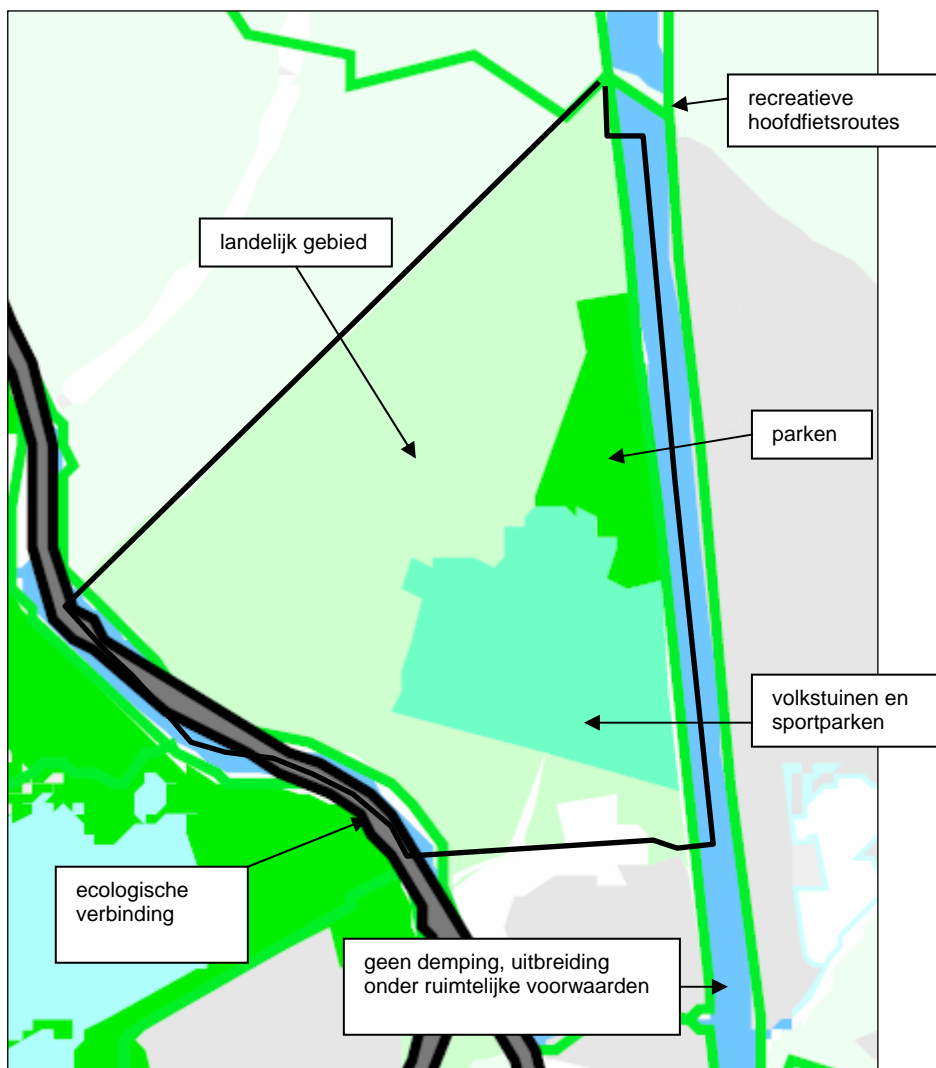 recreatieve
hoofdfietsroutes
landelijk gebied
parken
volkstuinen en
sportparken
ecologische
verbinding
geen demping, uitbreiding
onder ruimtelijke voorwaarden